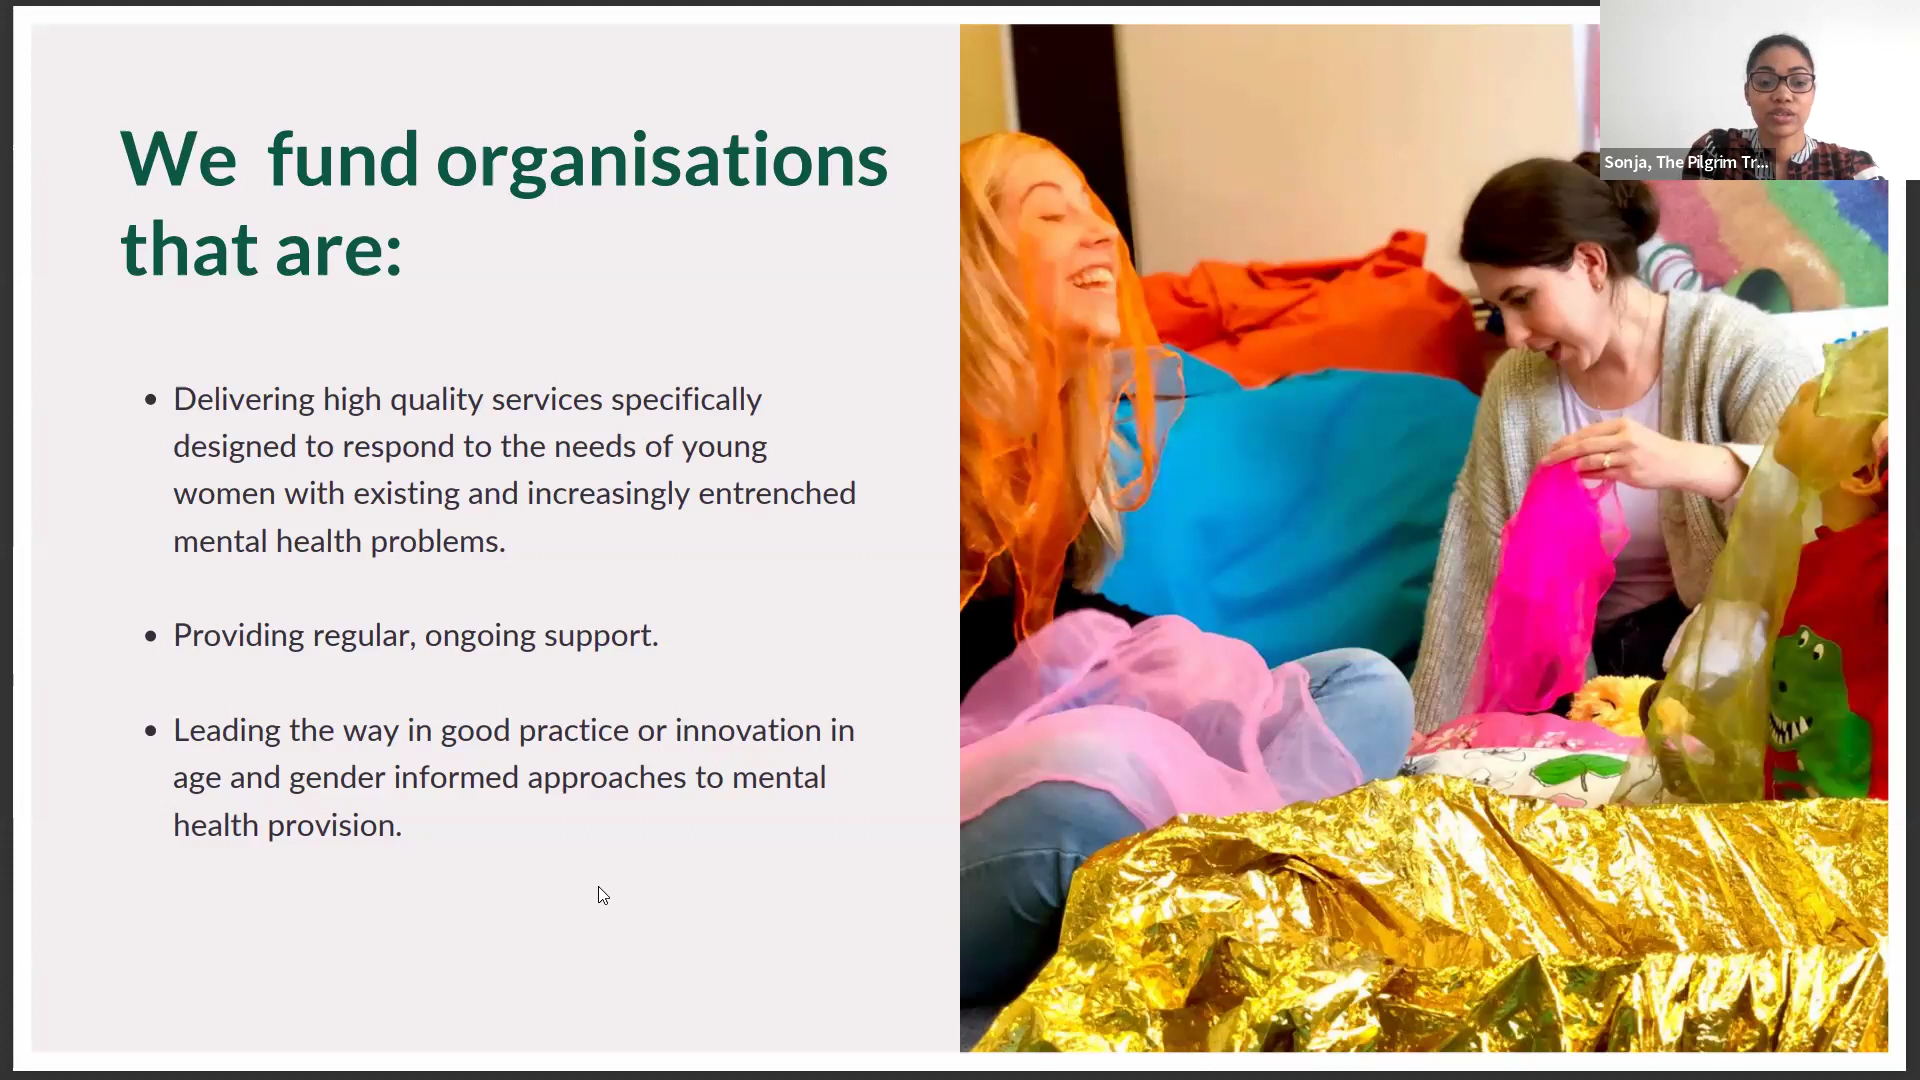 We fund organisations
that are:
• Delivering high quality services specifically
designed to respond to the needs of young
women with existing and increasingly entrenched
mental health problems.
• Providing regular, ongoing support.
• Leading the way in good practice or innovation in
age and gender informed approaches to mental
health provision.
Sonja, The Pilgrim Tr...